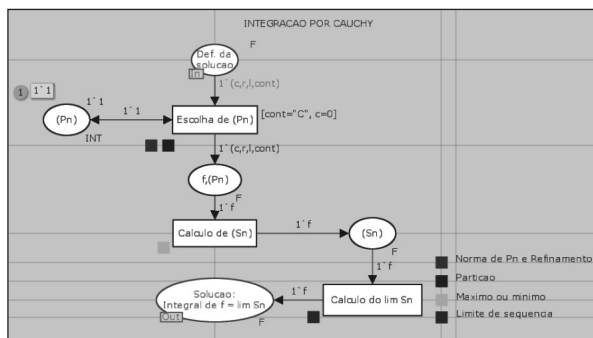 INTEGRACAO POR CAUCHY
F
Def. da
solucao
In
1`(c,r,l,cont)
1 1`1
1`1
1`1
(Pn)
INT
Escolha de (Pn)
[cont="C", c=0]
1`(c,r,l,cont)
f,(Pn)
F
1`f
Calculo de (Sn)
1`f
(Sn)
F
1`f
Norma de Pn e Refinamento
Particao
Maximo ou minimo
Limite de sequencia
Calculo do lim Sn
1`f
Solucao:
Integral de f = lim Sn
Out
F